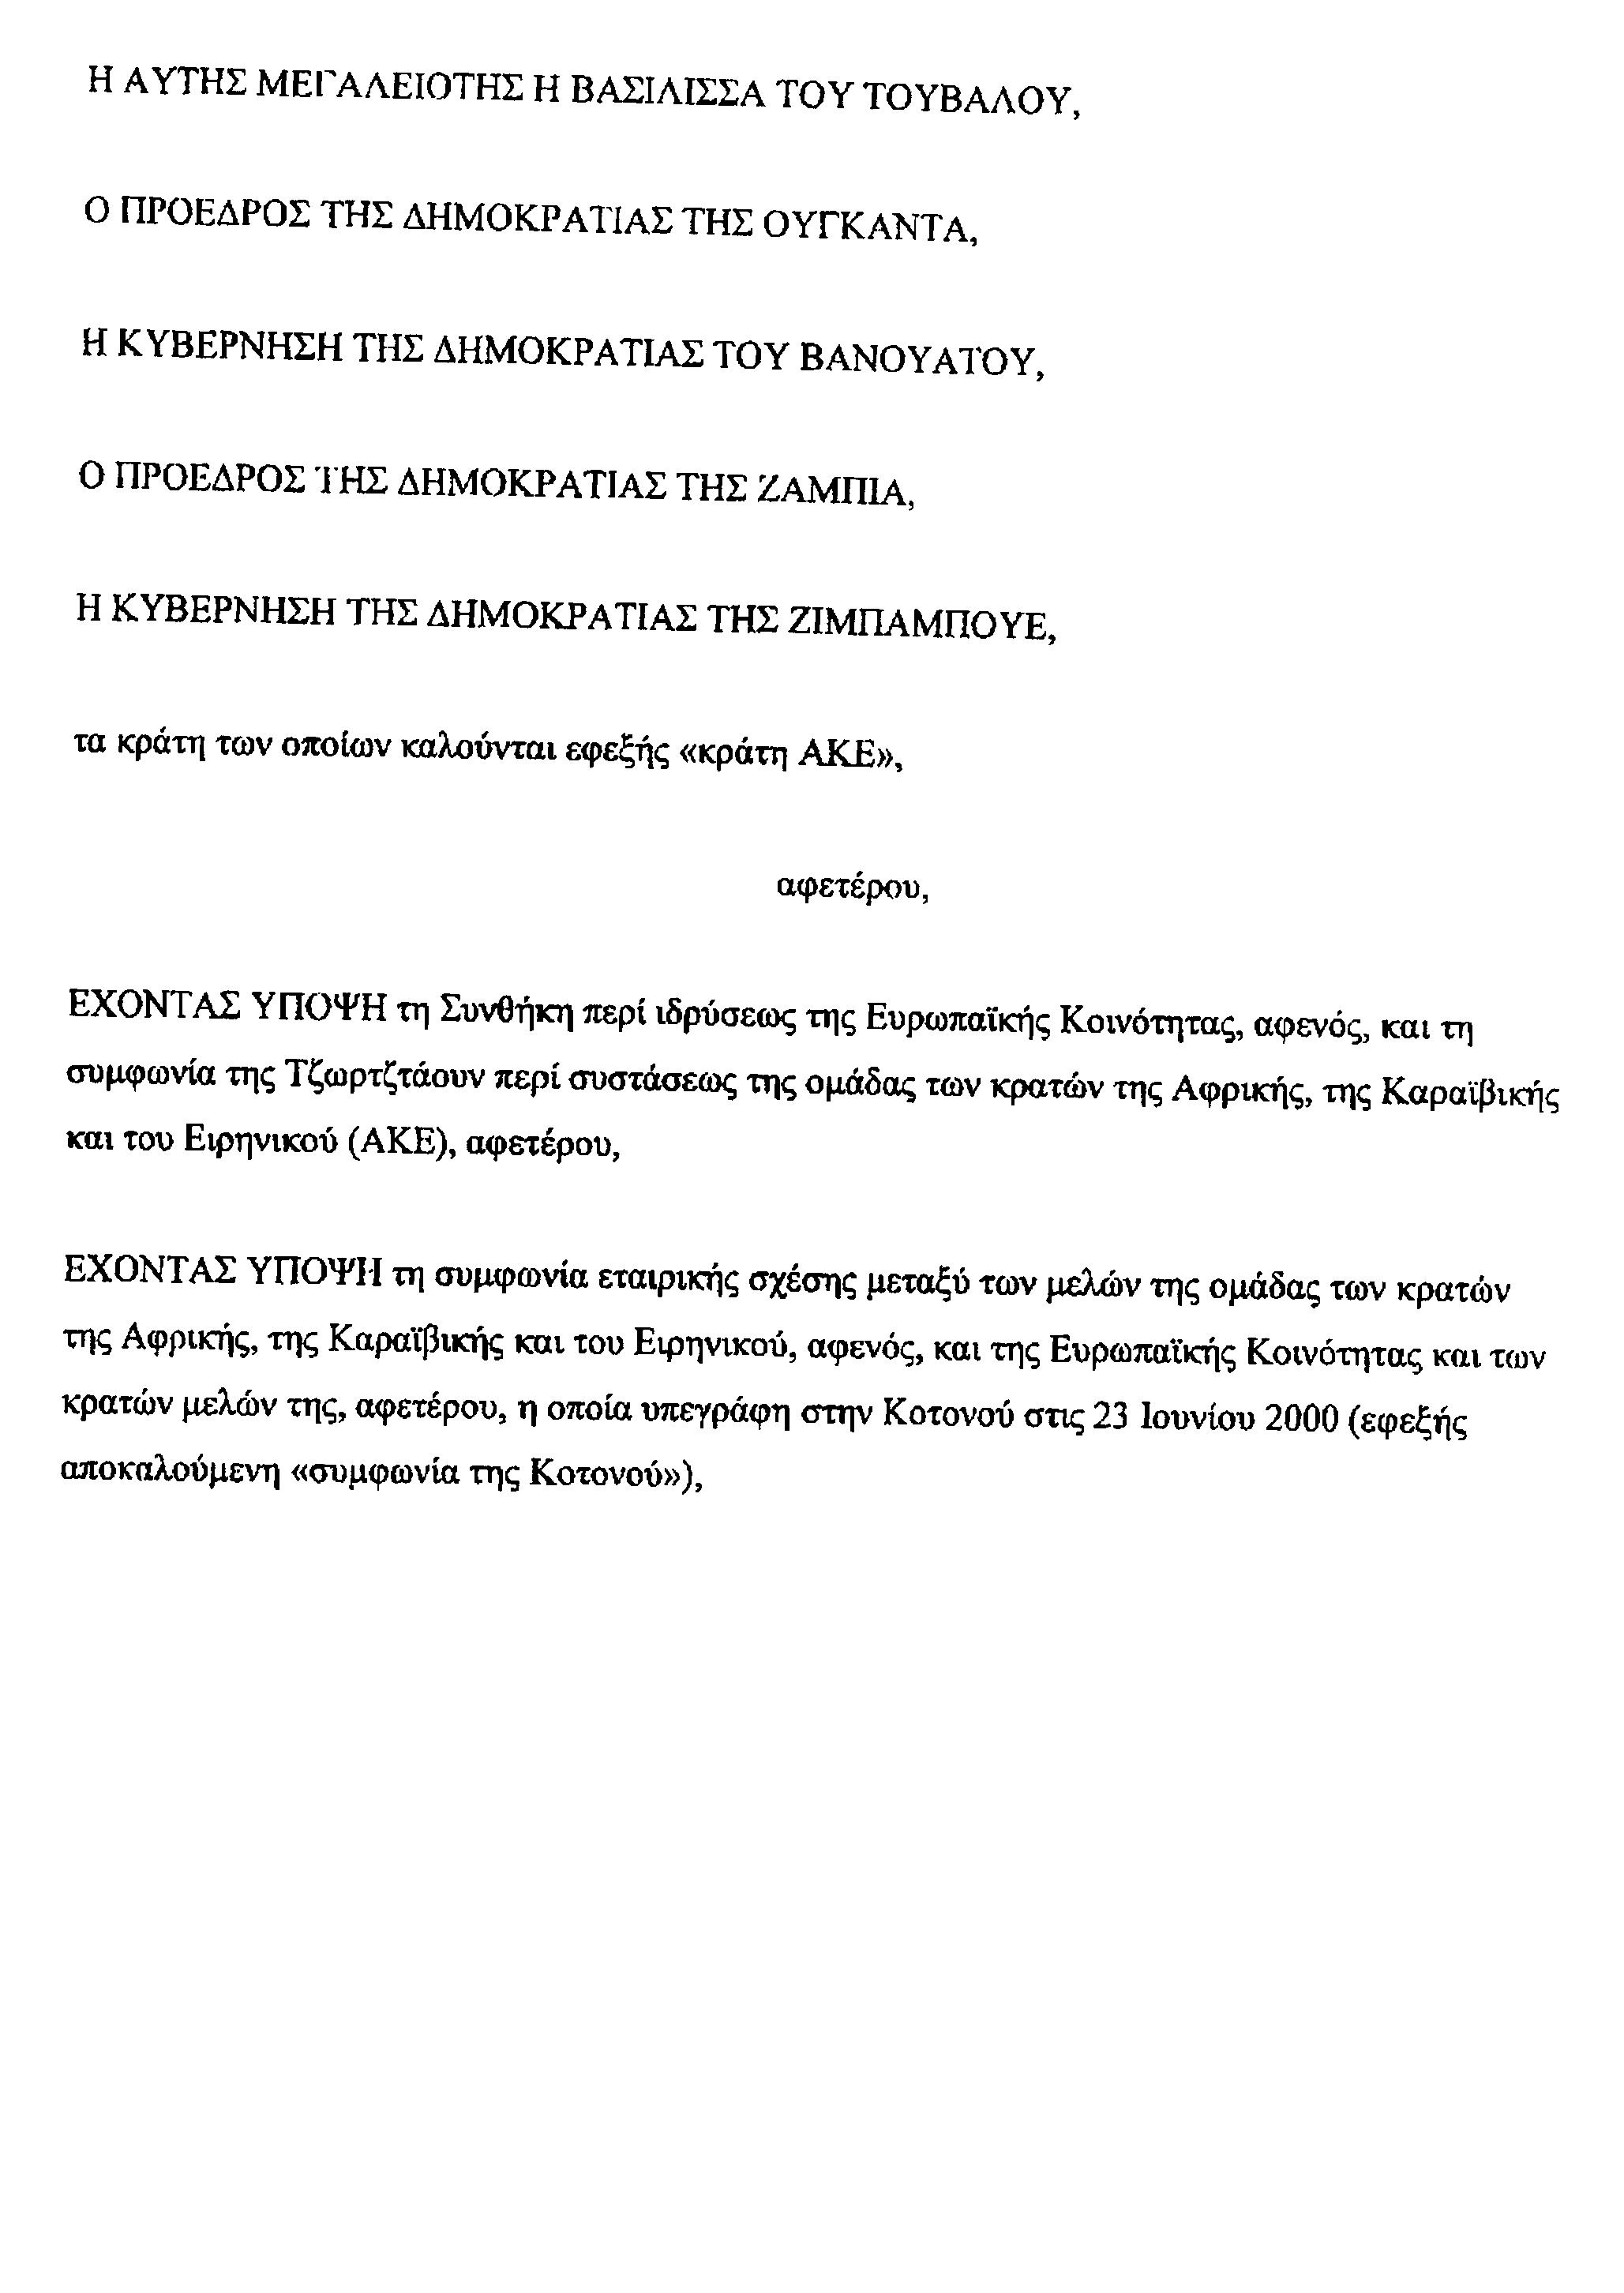 Η ΑΥΤΗΣ ΜΕΓΑΛΕΙΟΤΗΣ Η ΒΑΣΙΛΙΣΣΑ ΤΟΥ ΤΟΥΒΑΛΟΥ,
Ο ΠΡΟΕΔΡΟΣ ΤΗΣ ΔΗΜΟΚΡΑΤΙΑΣ ΤΗΣ ΟΥΓΚΑΝΤΑ,
Η ΚΥΒΕΡΝΗΣΗ ΤΗΣ ΔΗΜΟΚΡΑΤΙΑΣ ΤΟΥ ΒΑΝΟΥΑΤΟΥ,
Ο ΠΡΟΕΔΡΟΣ ΤΗΣ ΔΗΜΟΚΡΑΤΙΑΣ ΤΗΣ ΖΑΜΠΙΑ,
Η ΚΥΒΕΡΝΗΣΗ ΤΗΣ ΔΗΜΟΚΡΑΤΙΑΣ ΤΗΣ ΖΙΜΠΑΜΠΟΥΕ,
τα κράτη των οποίων καλούνται εφεξής «κράτη ΑΚΕ»,
αφετέρου,
ΕΧΟΝΤΑΣ ΥΠΟΨΗ τη Συνθήκη περί ιδρύσεως της Ευρωπαϊκής Κοινότητας, αφενός, και τη
συμφωνία της Τζωρτζτάουν περί συστάσεως της ομάδας των κρατών της Αφρικής, της Καραϊβικής
και του Ειρηνικού (ΑΚΕ), αφετέρου,
ΕΧΟΝΤΑΣ ΥΠΟΨΗ τη συμφωνία εταιρικής σχέσης μεταξύ των μελών της ομάδας των κρατών
της Αφρικής, της Καραϊβικής και του Ειρηνικού, αφενός, και της Ευρωπαϊκής Κοινότητας και των
κρατών μελών της, αφετέρου, η οποία υπεγράφη στην Κοτονού στις 23 Ιουνίου 2000 (εφεξής
αποκαλούμενη «συμφωνία της Κοτονού»),